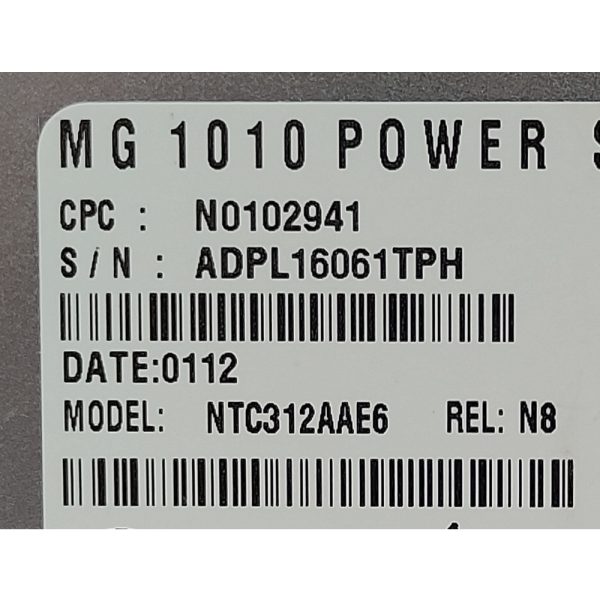 MG 1010 POWER
CPC : N0102941
S/N : ADPL16061TPH
DATE:0112
MODEL: NTC312AAE6 REL: N8